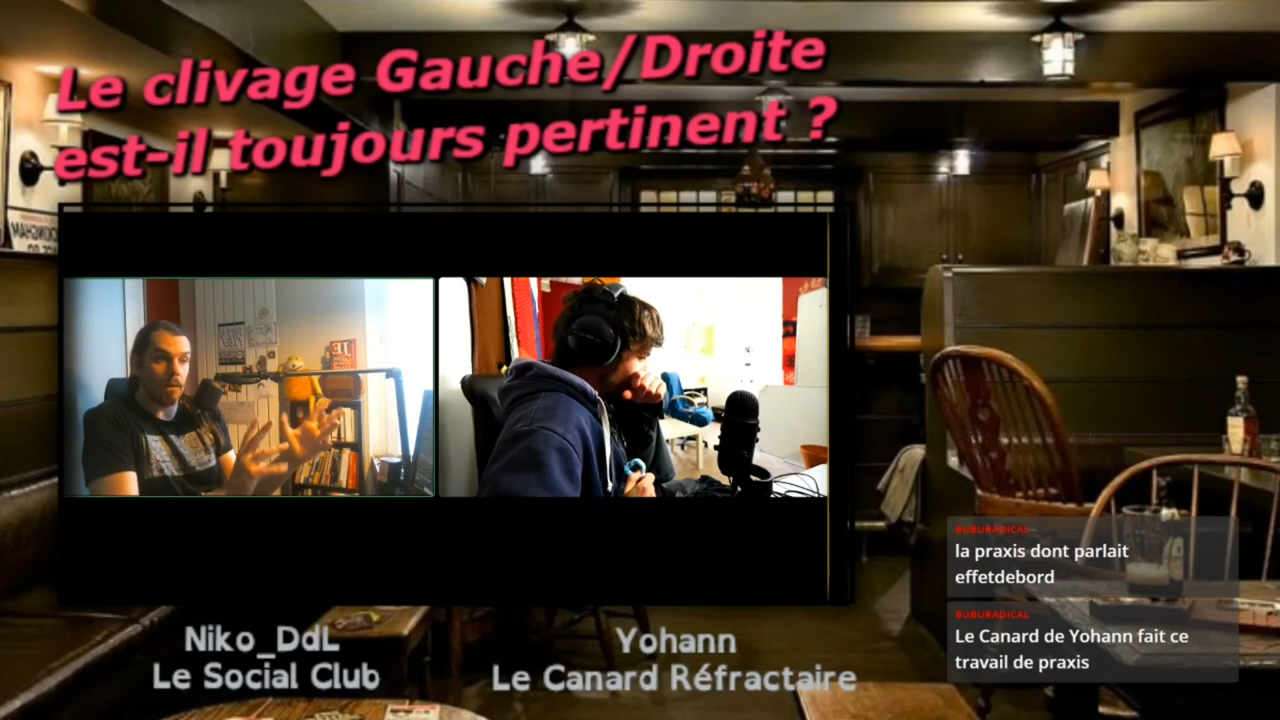 Le clivage Gauche/Droite
est-il toujours pertinent ?
Niko_DdL
Le Social Club
Yohann
Le Canard Réfractaire
BUBURADICAL
la praxis dont parlait
effetdebord
BUBURADICAL
Le Canard de Yohann fait ce
travail de praxis